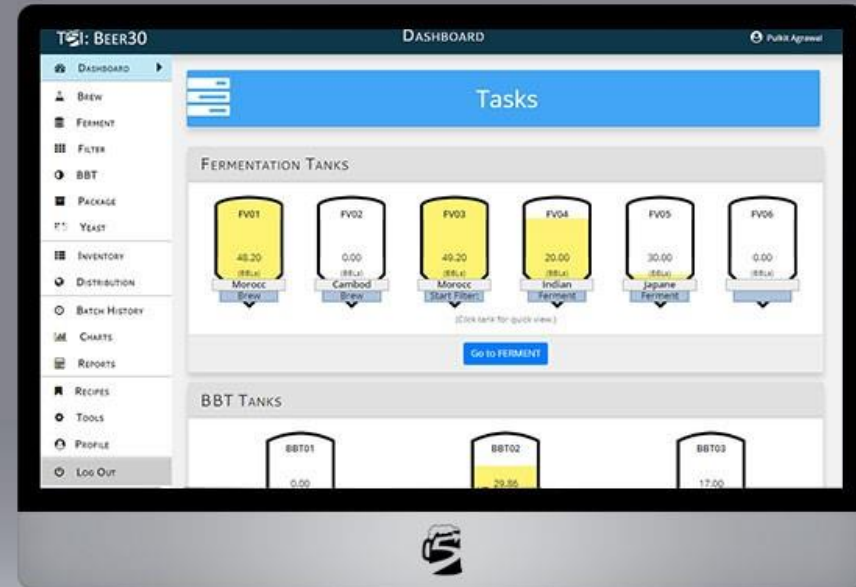 T5I: BEER30
DASHBOARD
Pulkit Agrawal
DASHBOARD
BREW
FERMENT
FILTER
BBT
PACKAGE
YEAST
INVENTORY
DISTRIBUTION
BATCH HISTORY
CHARTS
REPORTS
RECIPES
TOOLS
PROFILE
LOG OUT
Tasks
FERMENTATION TANKS
FV01
FV02
FV03
FV04
FV05
FV06
48.20
0.00
49.20
20.00
30.00
0.00
(BBLs)
(BBLs)
(BBLs)
(BBLs)
(BBLs)
(BBLs)
Morocc
Cambod
Morocc
Indian
Japane
Brew
Brew
Start Filter:
Ferment
Ferment
(Click tank for quick view.)
Go to FERMENT
BBT TANKS
BBT01
BBT02
BBT03
0.00
29.86
17.00